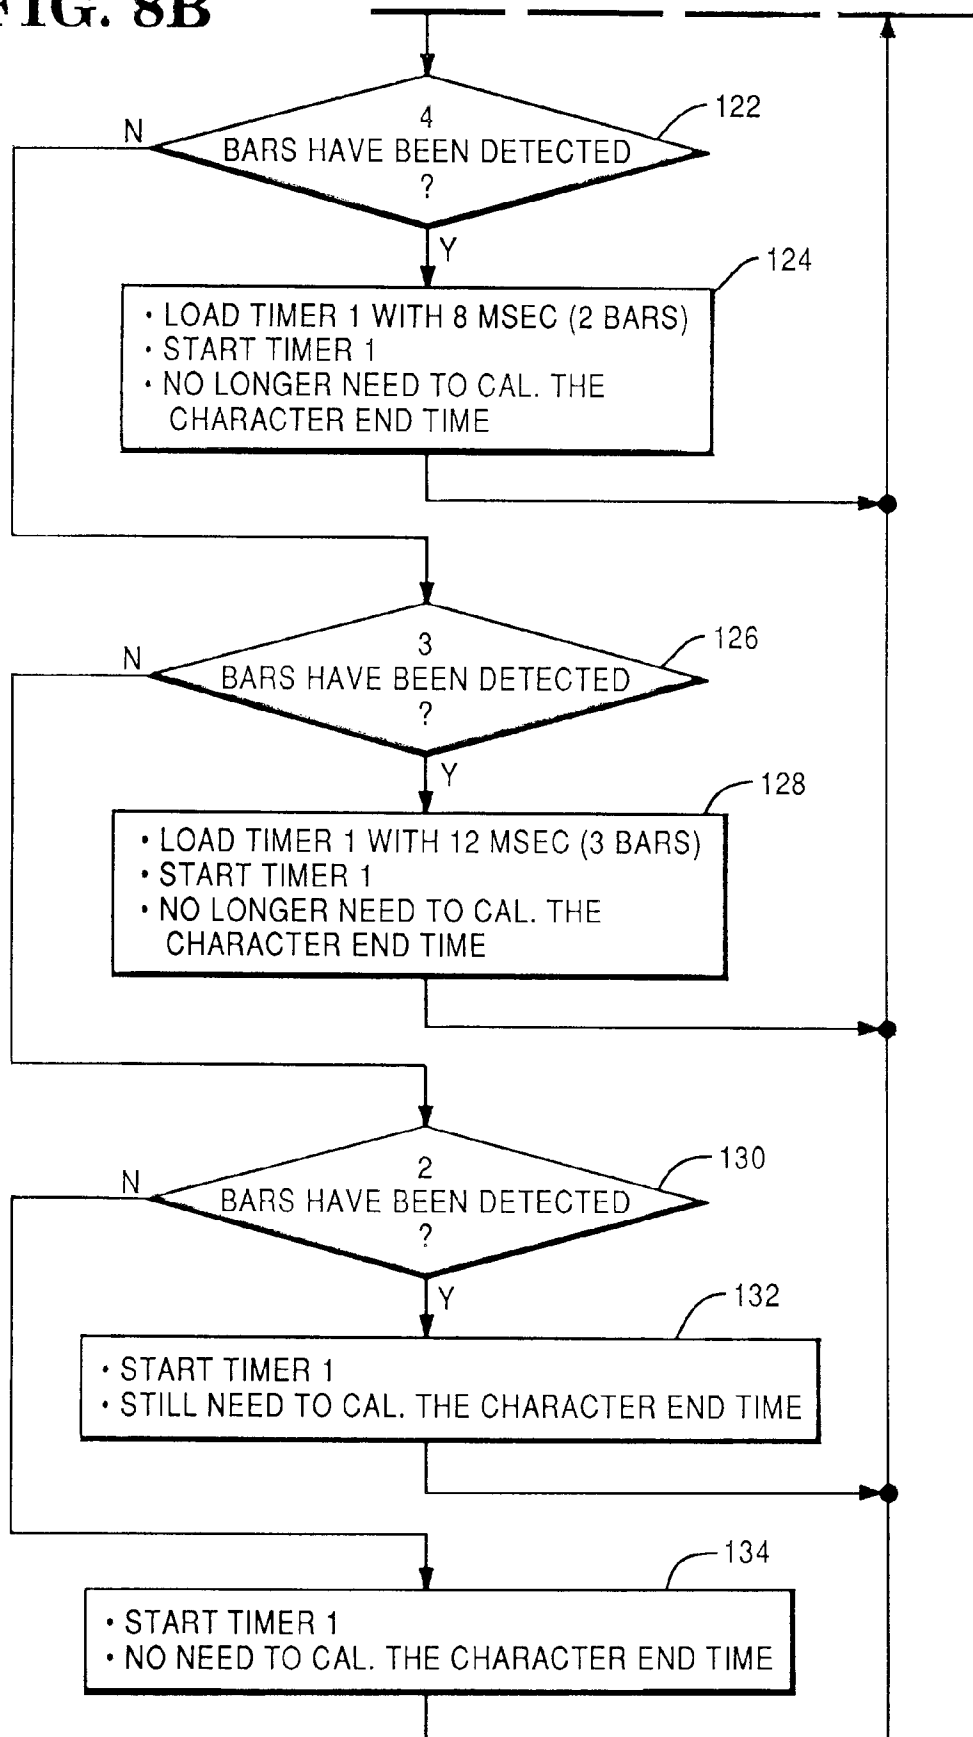 FIG. 8B
4
BARS HAVE BEEN DETECTED
?
122
N
Y
124
• LOAD TIMER 1 WITH 8 MSEC (2 BARS)
• START TIMER 1
• NO LONGER NEED TO CAL. THE
CHARACTER END TIME
3
BARS HAVE BEEN DETECTED
?
126
N
Y
128
• LOAD TIMER 1 WITH 12 MSEC (3 BARS)
• START TIMER 1
• NO LONGER NEED TO CAL. THE
CHARACTER END TIME
2
BARS HAVE BEEN DETECTED
?
130
N
Y
132
• START TIMER 1
• STILL NEED TO CAL. THE CHARACTER END TIME
134
• START TIMER 1
• NO NEED TO CAL. THE CHARACTER END TIME